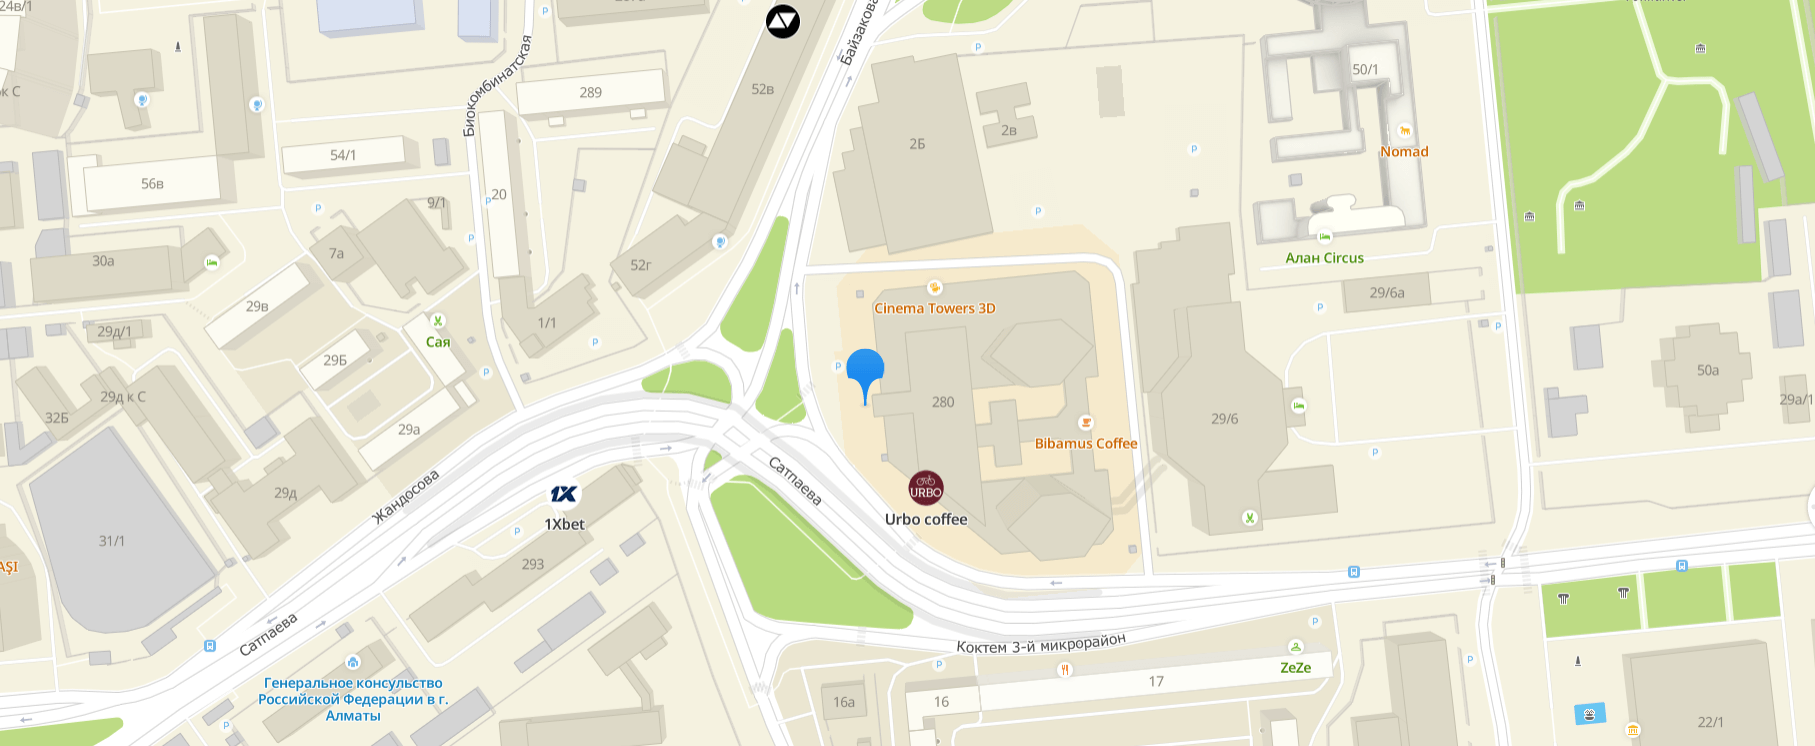 24в/1
Байзакова
Биокомбинатская
50/1
289
52в
к С
2Б
2в
Nomad
54/1
56в
20
9/1
7а
52г
30а
Алан Circus
29/6а
29в
Cinema Towers 3D
1/1
29д/1
Сая
29Б
50а
29д к С
32Б
280
29а/1
29/6
29а
Bibamus Coffee
Сатпаева
Жандосова
29д
URBO
Urbo coffee
1X
1Xbet
31/1
AŞI
293
Сатпаева
Коктем 3-й микрорайон
ZeZe
Генеральное консульство
Российской Федерации в г.
Алматы
17
16а
16
22/1